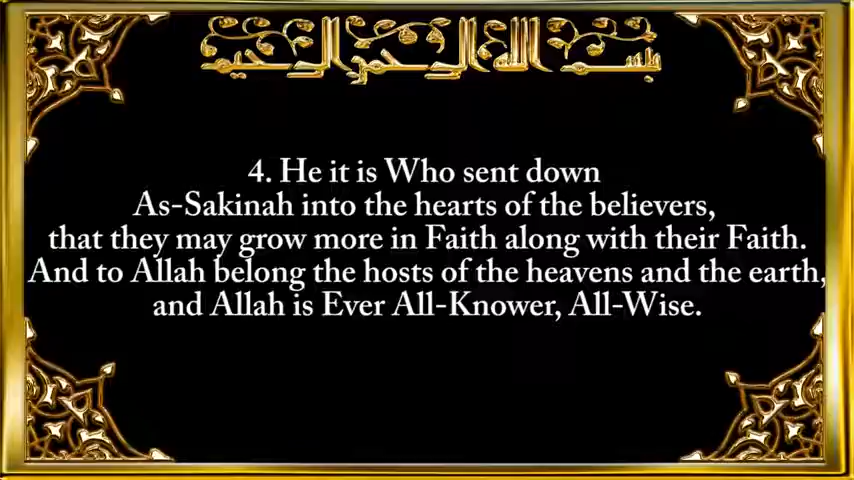 بسم الله الرحمن الرحيم
4. He it is Who sent down
As-Sakinah into the hearts of the believers,
that they may grow more in Faith along with their Faith.
And to Allah belong the hosts of the heavens and the earth,
and Allah is Ever All-Knower, All-Wise.